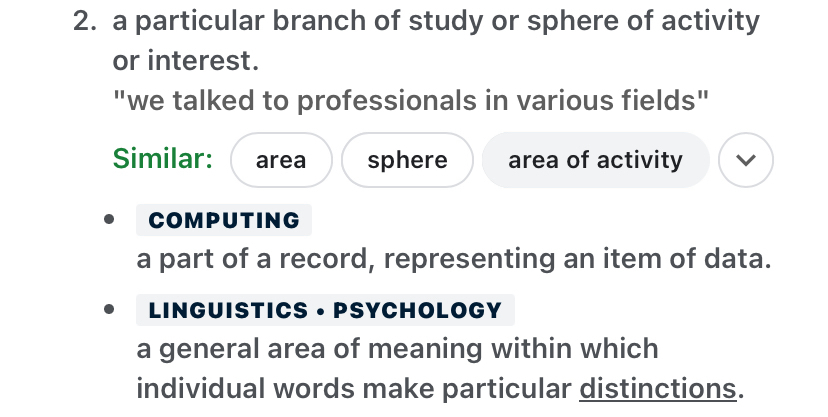 2. a particular branch of study or sphere of activity
or interest.
"we talked to professionals in various fields"
Similar: area sphere area of activity
• COMPUTING
a part of a record, representing an item of data.
• LINGUISTICS • PSYCHOLOGY
a general area of meaning within which
individual words make particular distinctions.